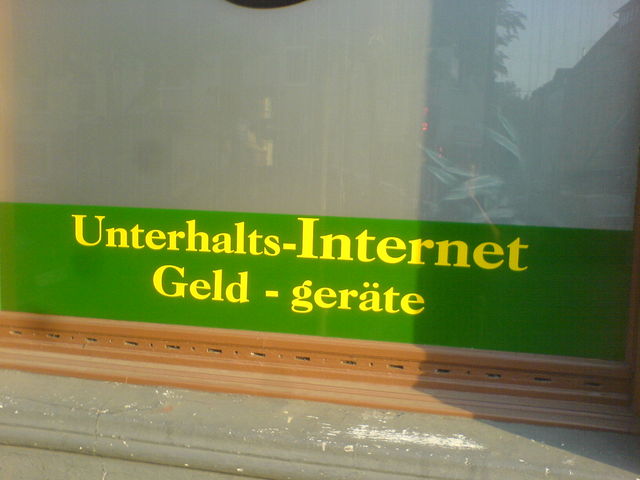 Unterhalts-Internet
Geld - geräte